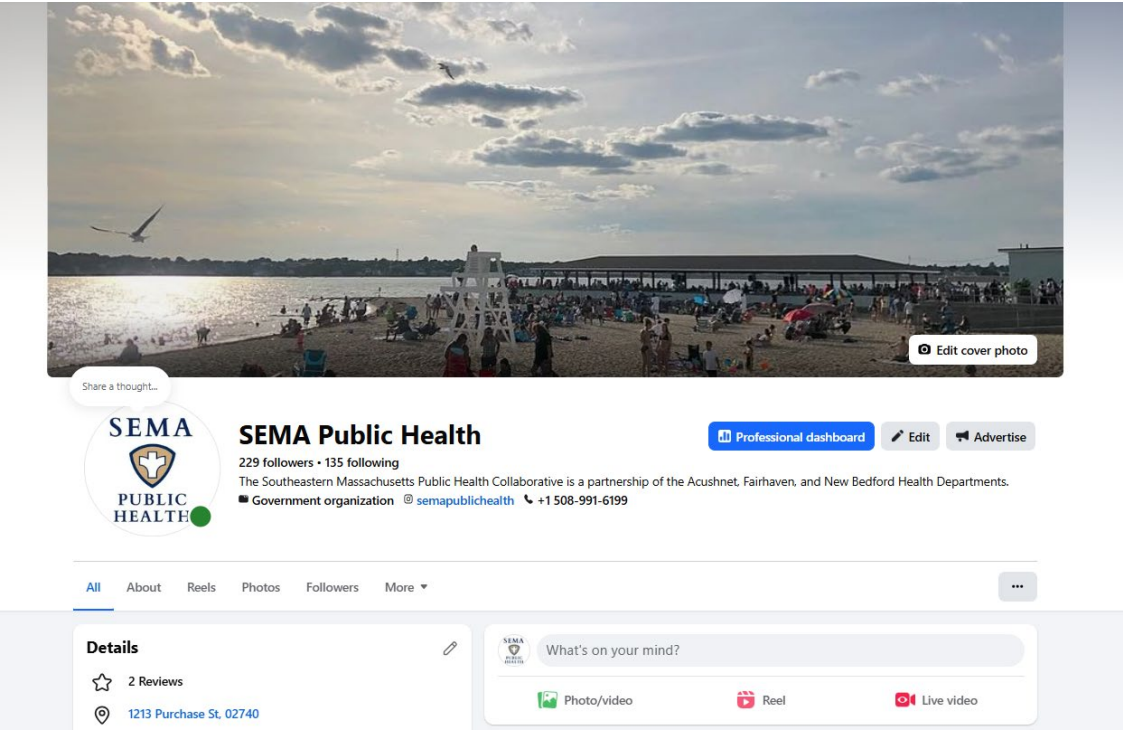 Edit cover photo
Share a thought...
SEMA
PUBLIC
HEALTH
SEMA Public Health
229 followers • 135 following
The Southeastern Massachusetts Public Health Collaborative is a partnership of the Acushnet, Fairhaven, and New Bedford Health Departments.
Government organization semapublichealth +1 508-991-6199
Professional dashboard Edit Advertise
All About Reels Photos Followers More
Details
2 Reviews
1213 Purchase St, 02740
SEMA
PUBLIC
HEALTH
What's on your mind?
Photo/video Reel Live video